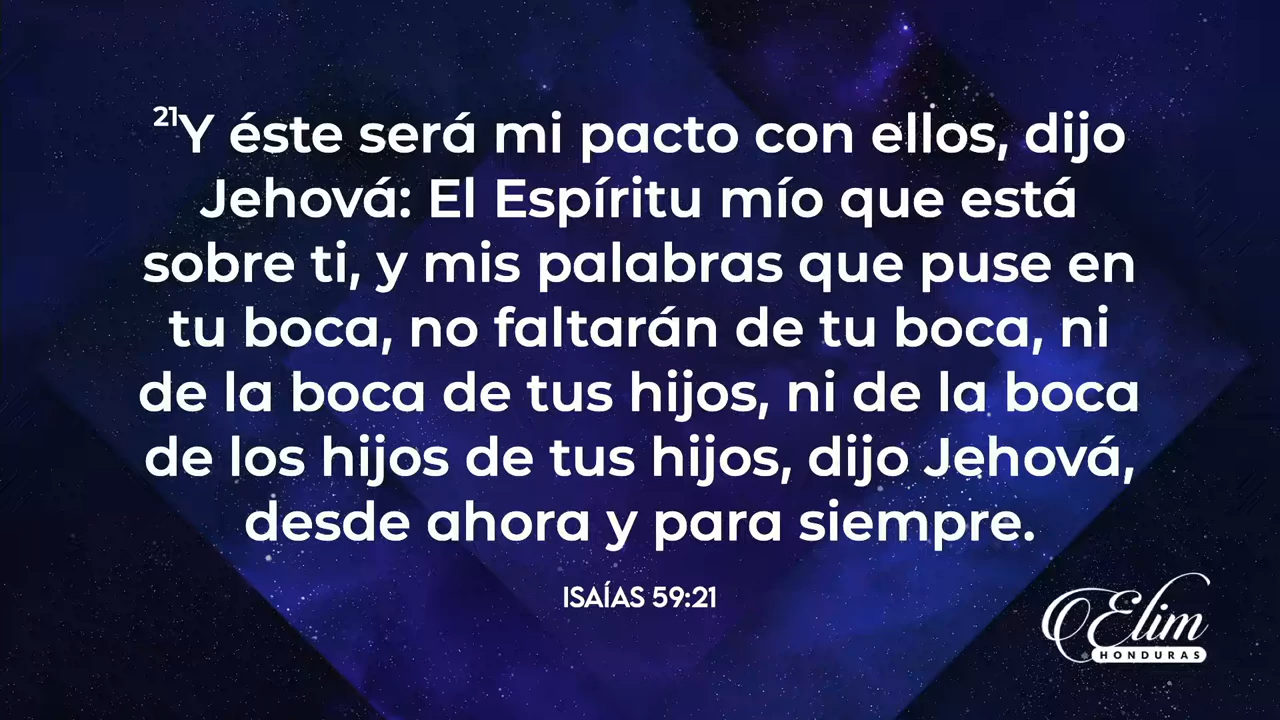 21Y éste será mi pacto con ellos, dijo
Jehová: El Espíritu mío que está
sobre ti, y mis palabras que puse en
tu boca, no faltarán de tu boca, ni
de la boca de tus hijos, ni de la boca
de los hijos de tus hijos, dijo Jehová,
desde ahora y para siempre.
ISAÍAS 59:21
Elim
HONDURAS